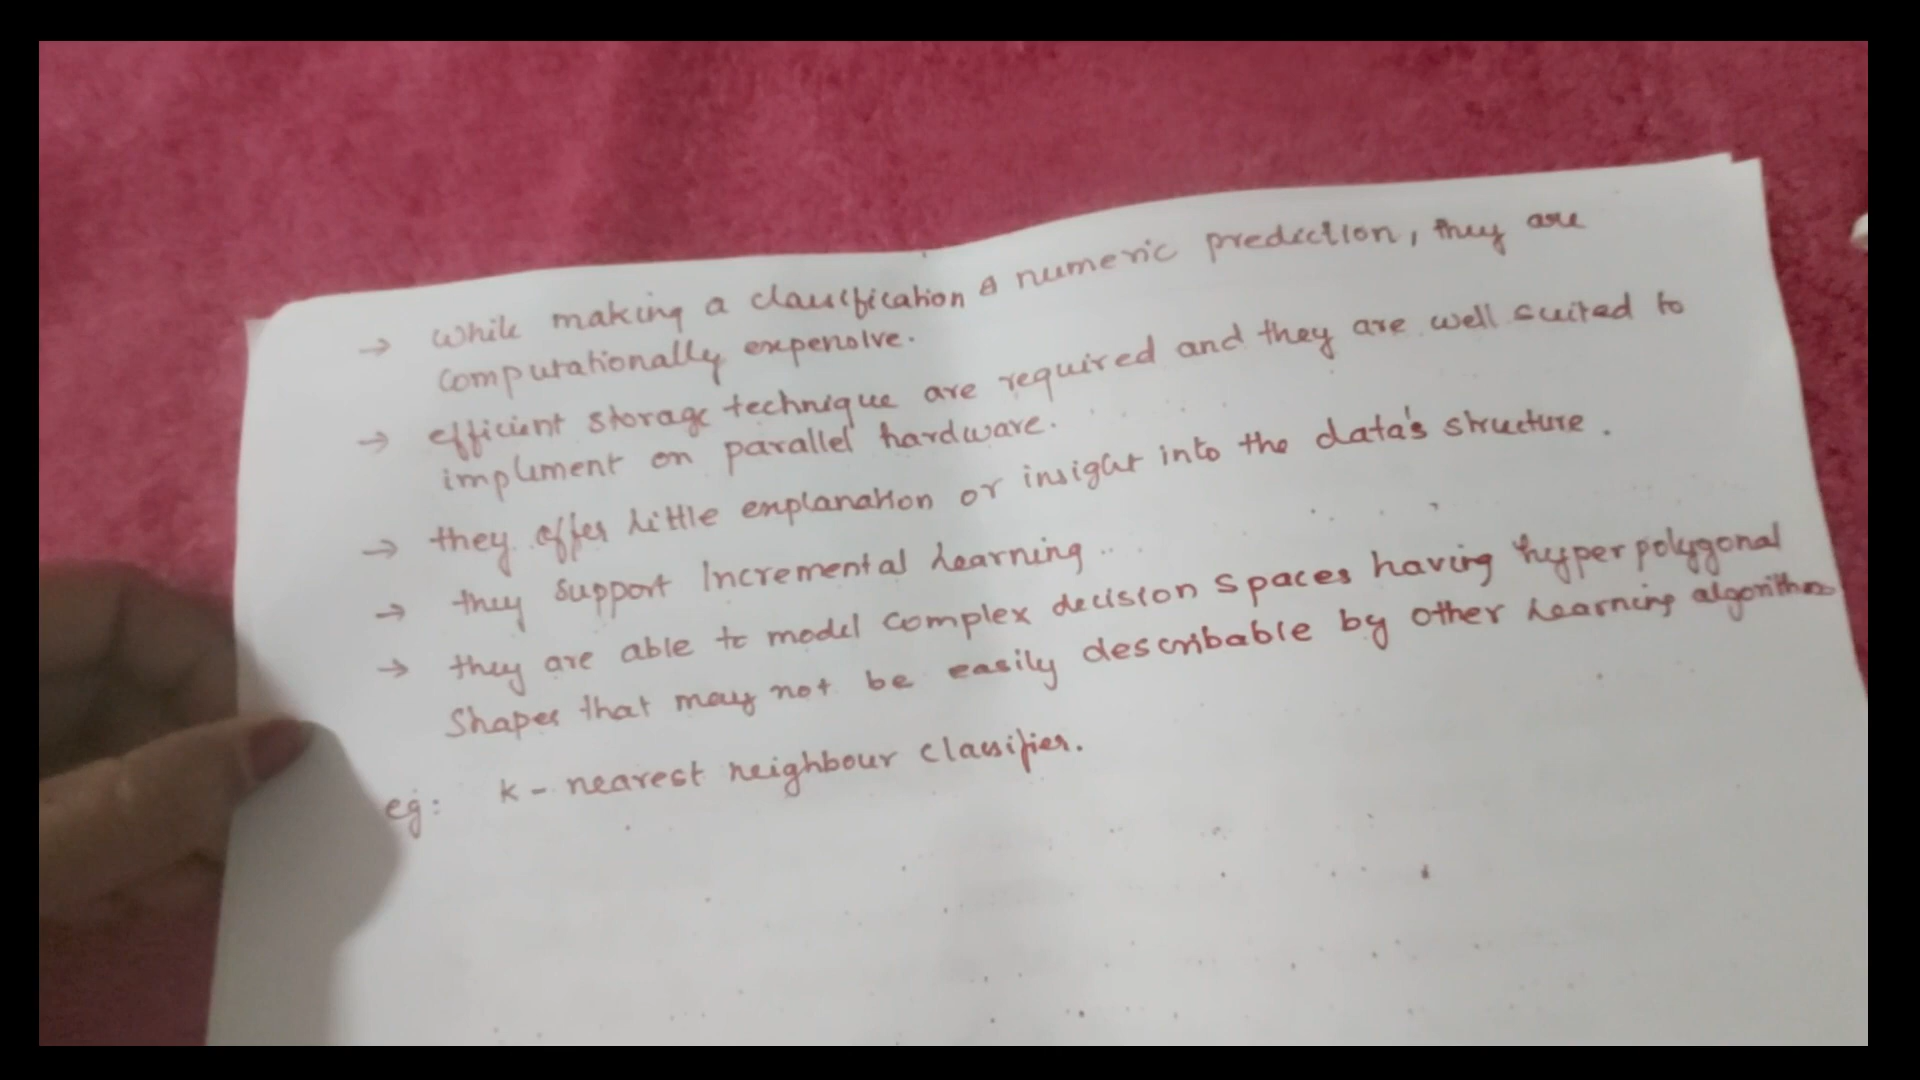 → while making a classification & numeric prediction, they are
computationally expensive.
→ efficient storage technique are required and they are well suited to
impliment on parallel hardware.
→ they offer little explanation or insight into the data's structure.
→ they support Incremental Learning..
→ they are able to model complex decision spaces having hyper polygonal
Shapes that may not be easily describable by other Learning algorithms
eg: k - nearest neighbour classifier.